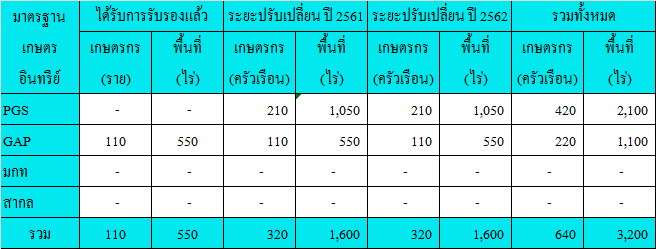 มาตรฐานเกษตรอินทรีย์ ได้รับการรับรองแล้ว ระยะปรับเปลี่ยน ปี 2561 ระยะปรับเปลี่ยน ปี 2562 รวมทั้งหมด
เกษตรกร พื้นที่ เกษตรกร พื้นที่ เกษตรกร พื้นที่ เกษตรกร พื้นที่
(ราย) (ไร่) (ครัวเรือน) (ไร่) (ครัวเรือน) (ไร่) (ครัวเรือน) (ไร่)
PGS - - 210 1,050 210 1,050 420 2,100
GAP 110 550 110 550 110 550 220 1,100
มกท - - - - - - - -
สากล - - - - - - - -
รวม 110 550 320 1,600 320 1,600 640 3,200